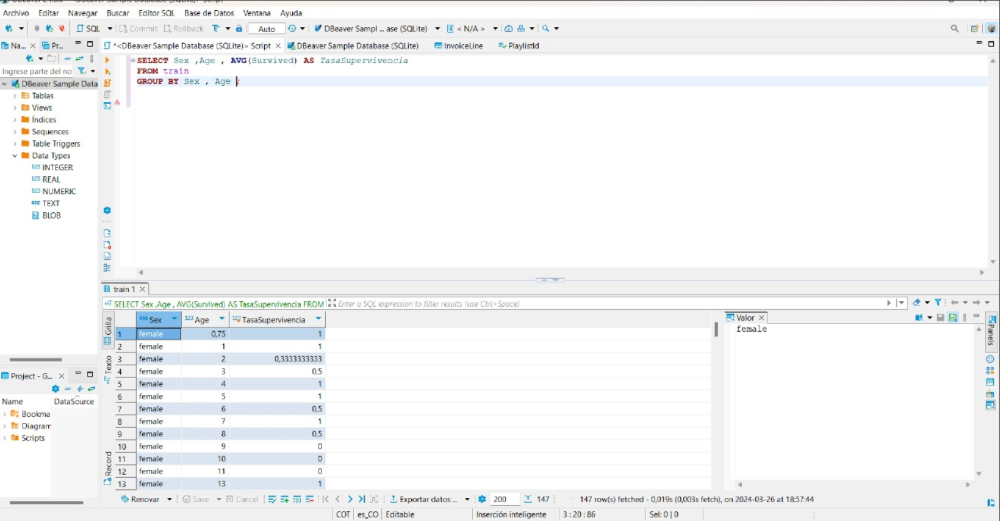 Archivo Editar Navegar Buscar Editor SQL Base de Datos Ventana Ayuda
SQL Commit Rollback T Auto DBeaver Sampl ... ase (SQLite) < N/A >
Na... Pr...
*<DBeaver Sample Database (SQLite)> Script DBeaver Sample Database (SQLite) InvoiceLine PlaylistId
Ingrese parte del no
DBeaver Sample Data
Tablas
Views
Índices
Sequences
Table Triggers
Data Types
123 INTEGER
123 REAL
123 NUMERIC
ABC TEXT
BLOB
SELECT Sex ,Age , AVG(Survived) AS TasaSupervivencia
FROM train
GROUP BY Sex , Age ;
Project - G...
Name DataSource
Bookma
Diagram
Scripts
train 1
SELECT Sex ,Age , AVG(Survived) AS TasaSupervivencia FROM Enter a SQL expression to filter results (use Ctrl+Space)
Grilla
Texto
Record
ABC Sex 123 Age 123 TasaSupervivencia
1 female 0,75 1
2 female 1 1
3 female 2 0,3333333333
4 female 3 0,5
5 female 4 1
6 female 5 1
7 female 6 0,5
8 female 7 1
9 female 8 0,5
10 female 9 0
11 female 10 0
12 female 11 0
13 female 13 1
Valor
female
Panels
Renovar Save Cancel Exportar datos ... 200 147 147 row(s) fetched - 0,019s (0,003s fetch), on 2024-03-26 at 18:57:44
COT es_CO Editable Inserción inteligente 3 : 20 : 86 Sel: 0 | 0